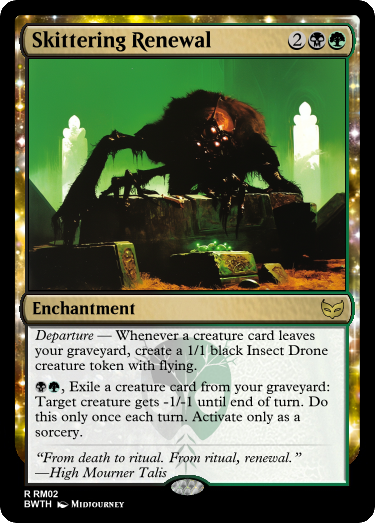 Skittering Renewal 2
Enchantment
Departure — Whenever a creature card leaves
your graveyard, create a 1/1 black Insect Drone
creature token with flying.
, Exile a creature card from your graveyard:
Target creature gets -1/-1 until end of turn. Do
this only once each turn. Activate only as a
sorcery.
“From death to ritual. From ritual, renewal.”
—High Mourner Talis
R RM02
BWTH Midjourney